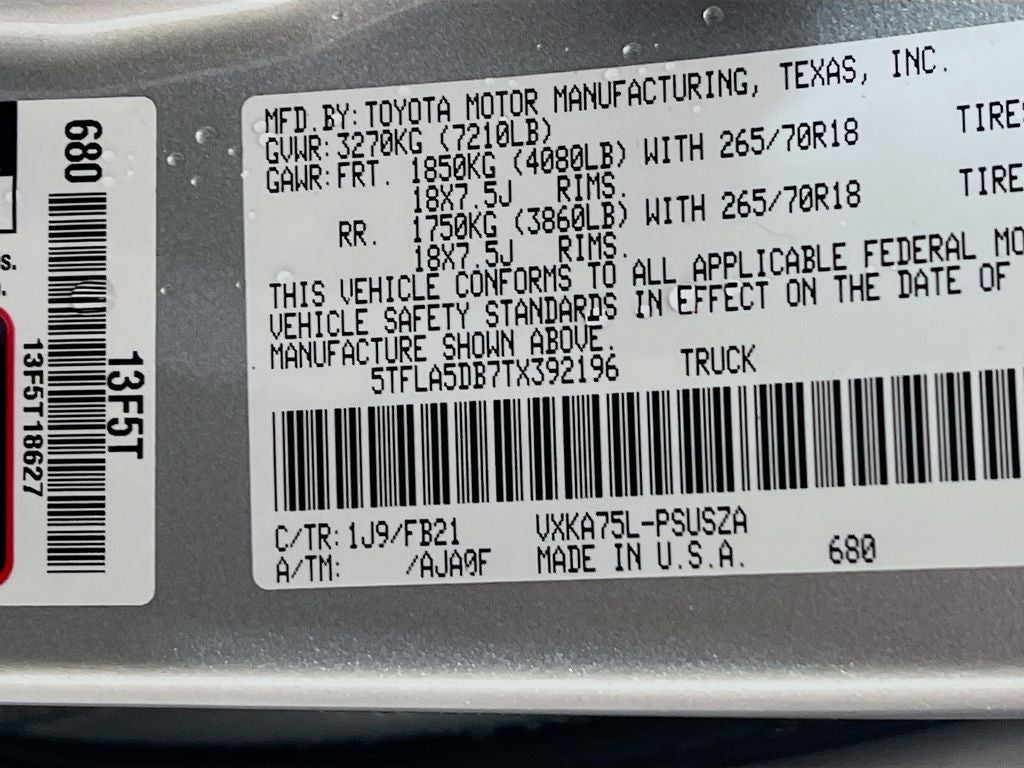 680
s.
13F5T
13F5T18627
MFD.BY:TOYOTA MOTOR MANUFACTURING, TEXAS, INC.
GVWR:3270KG (7210LB)
GAWR:FRT. 1850KG (4080LB) WITH 265/70R18 TIRES
18X7.5J RIMS.
RR. 1750KG (3860LB) WITH 265/70R18 TIRE
18X7.5J RIMS.
THIS VEHICLE CONFORMS TO ALL APPLICABLE FEDERAL MO
VEHICLE SAFETY STANDARDS IN EFFECT ON THE DATE OF
MANUFACTURE SHOWN ABOVE.
5TFLA5DB7TX392196 TRUCK
C/TR:1J9/FB21 VXKA75L-PSUSZA
A/TM: /AJA0F MADE IN U.S.A. 680